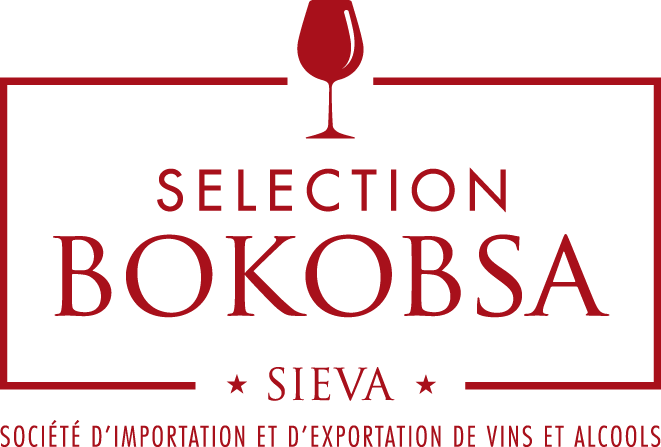 SELECTION
BOKOBSA
★ SIEVA ★
SOCIÉTÉ D'IMPORTATION ET D'EXPORTATION DE VINS ET ALCOOLS